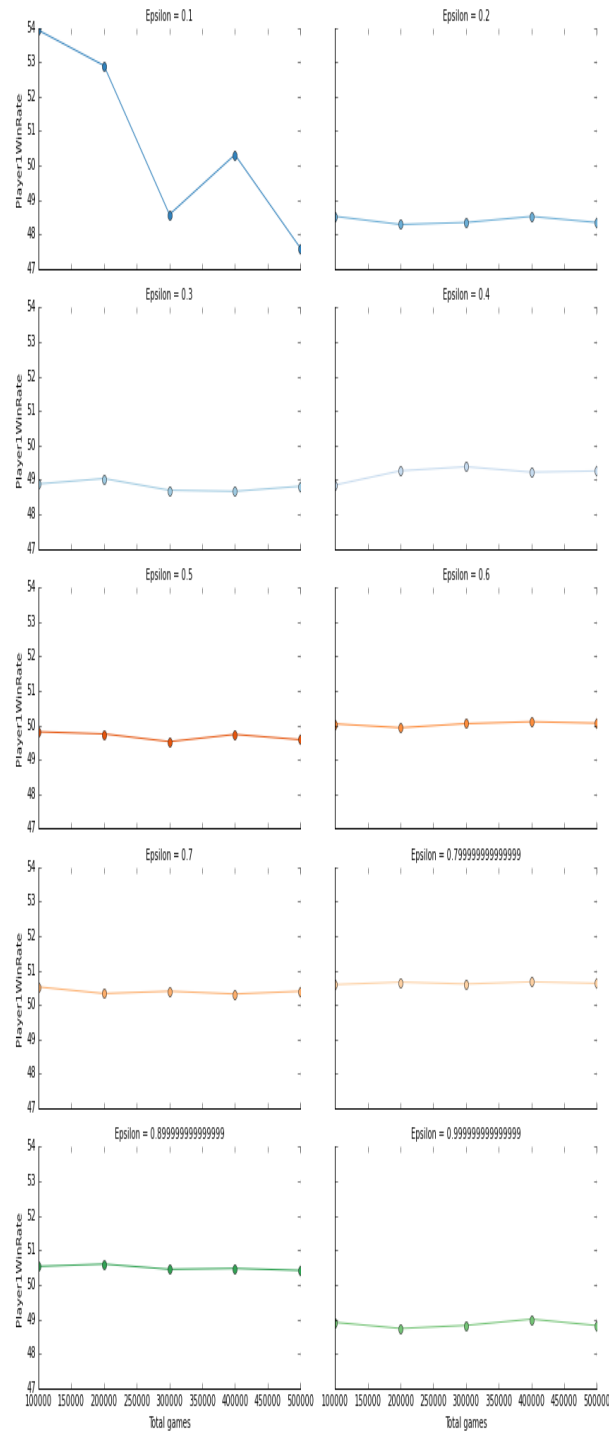 Epsilon = 0.1
Epsilon = 0.2
54
53
52
51
50
49
48
47
Player1WinRate
Epsilon = 0.3
Epsilon = 0.4
54
53
52
51
50
49
48
47
Player1WinRate
Epsilon = 0.5
Epsilon = 0.6
54
53
52
51
50
49
48
47
Player1WinRate
Epsilon = 0.7
Epsilon = 0.799999999999999
54
53
52
51
50
49
48
47
Player1WinRate
Epsilon = 0.899999999999999
Epsilon = 0.999999999999999
54
53
52
51
50
49
48
47
Player1WinRate
100000 150000 200000 250000 300000 350000 400000 450000 500000
100000 150000 200000 250000 300000 350000 400000 450000 500000
Total games
Total games